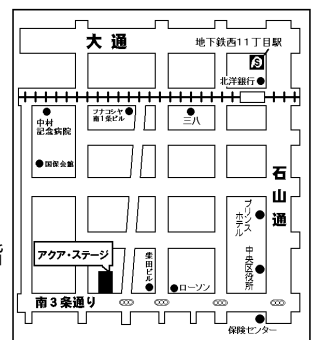 大通
地下鉄西11丁目駅
北洋銀行
中村
記念病院
フナコシヤ
南1条ビル
三八
国保会館
石山通
プリンス
ホテル
中央区役所
アクア・ステージ
柴田ビル
ローソン
南3条通り
保険センター